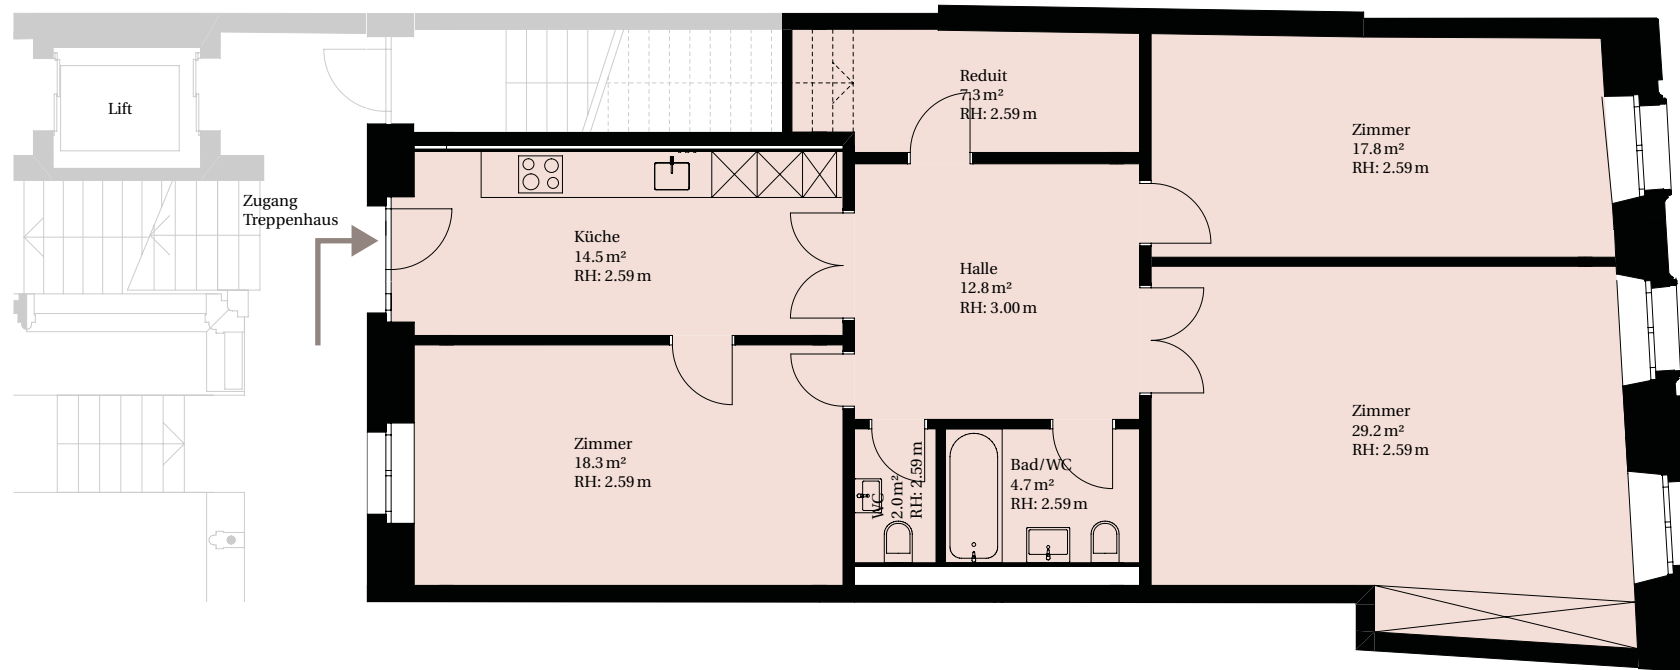 Lift
Zugang
Treppenhaus
Küche
14.5 m²
RH: 2.59 m
Zimmer
18.3 m²
RH: 2.59 m
Reduit
7.3 m²
RH: 2.59 m
Halle
12.8 m²
RH: 3.00 m
WC
2.0 m²
RH: 2.59 m
Bad/WC
4.7 m²
RH: 2.59 m
Zimmer
17.8 m²
RH: 2.59 m
Zimmer
29.2 m²
RH: 2.59 m